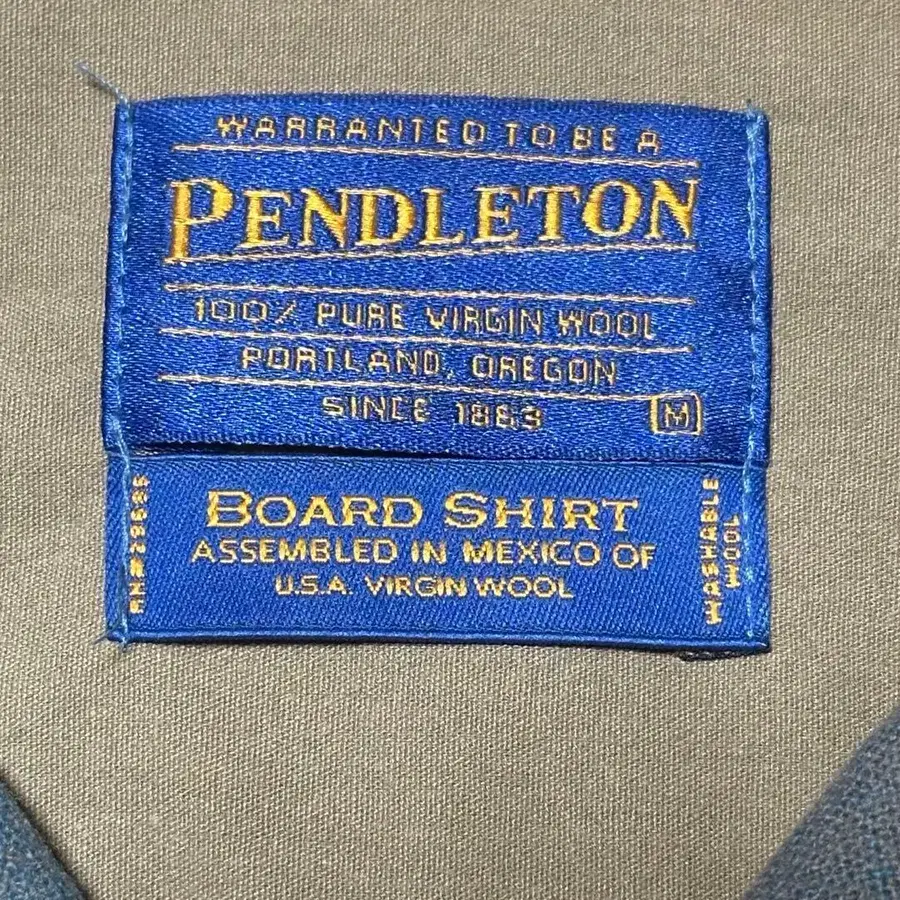 WARRANTED TO BE A
PENDLETON
100% PURE VIRGIN WOOL
PORTLAND, OREGON
SINCE 1863 M
BOARD SHIRT
ASSEMBLED IN MEXICO OF
U.S.A. VIRGIN WOOL
WASHABLE
WOOL